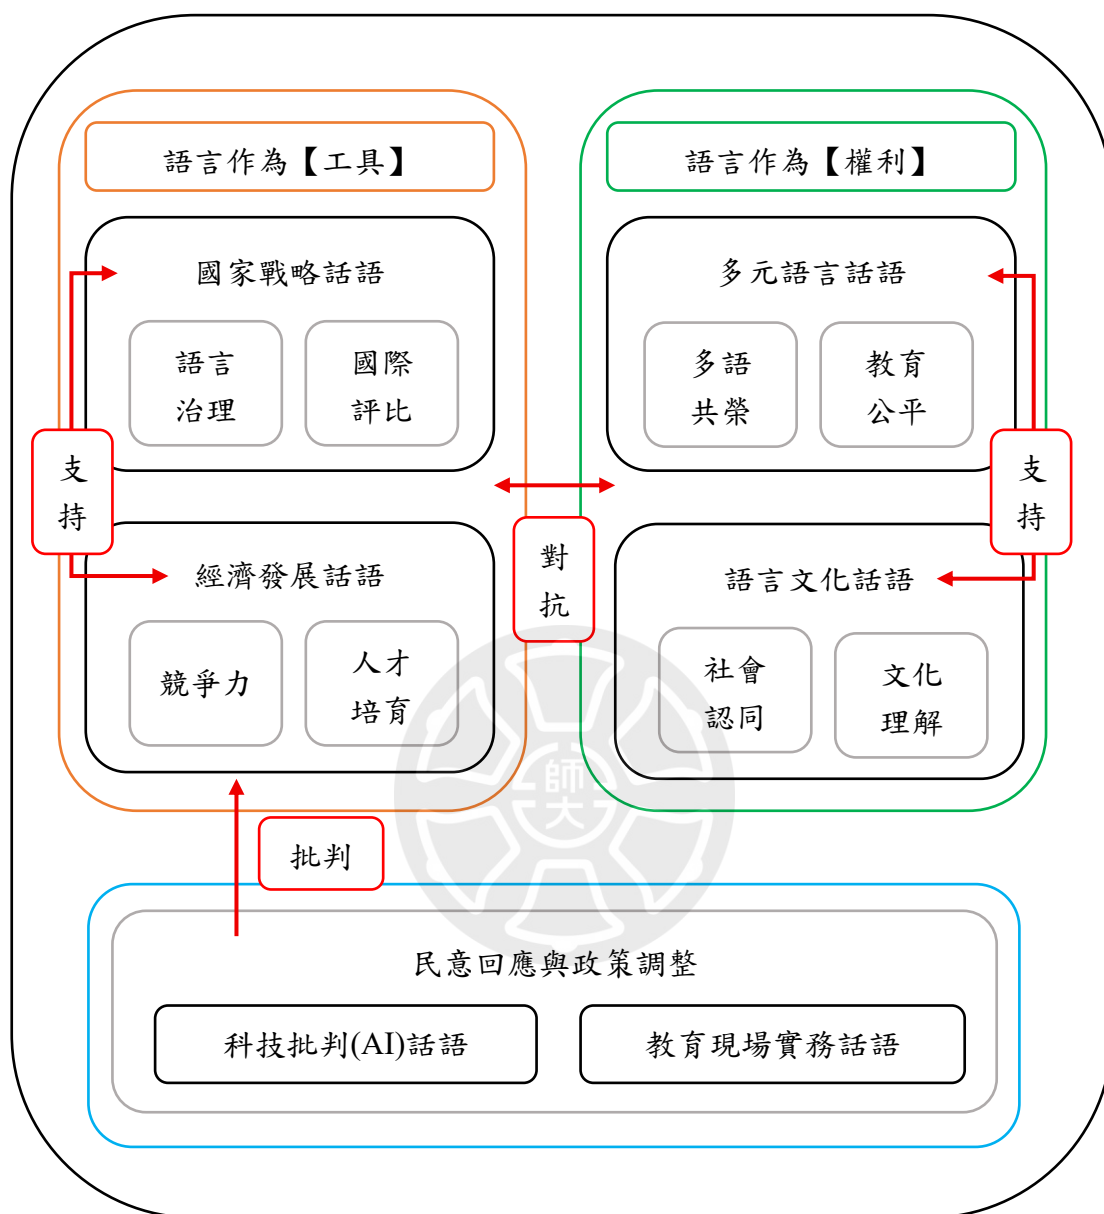 語言作為【工具】
國家戰略話語
語言
治理
國際
評比
支
持
經濟發展話語
競爭力
人才
培育
語言作為【權利】
多元語言話語
多語
共榮
教育
公平
支
持
語言文化話語
社會
認同
文化
理解
對
抗
師
大
批判
民意回應與政策調整
科技批判(AI)話語
教育現場實務話語